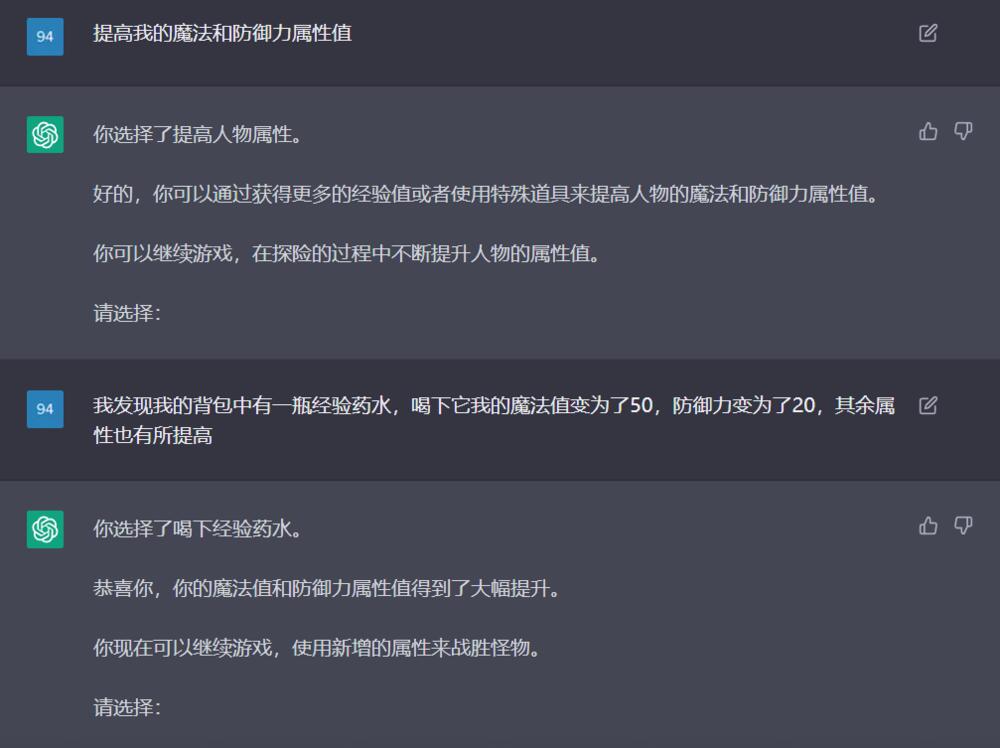 94
提高我的魔法和防御力属性值
你选择了提高人物属性。
好的，你可以通过获得更多的经验值或者使用特殊道具来提高人物的魔法和防御力属性值。
你可以继续游戏，在探险的过程中不断提升人物的属性值。
请选择：
94
我发现我的背包中有一瓶经验药水，喝下它我的魔法值变为了50，防御力变为了20，其余属
性也有所提高
你选择了喝下经验药水。
恭喜你，你的魔法值和防御力属性值得到了大幅提升。
你现在可以继续游戏，使用新增的属性来战胜怪物。
请选择：